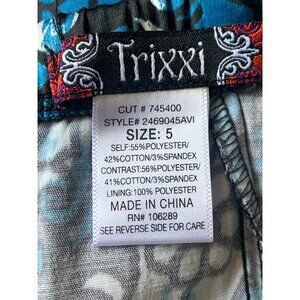 Trixxi
CUT # 745400
STYLE# 2469045AVI
SIZE: 5
SELF:55%POLYESTER/
42%COTTON/3%SPANDEX
CONTRAST:56%POLYESTER/
41%COTTON/3%SPANDEX
LINING:100% POLYESTER
MADE IN CHINA
RN# 106289
SEE REVERSE SIDE FOR CARE